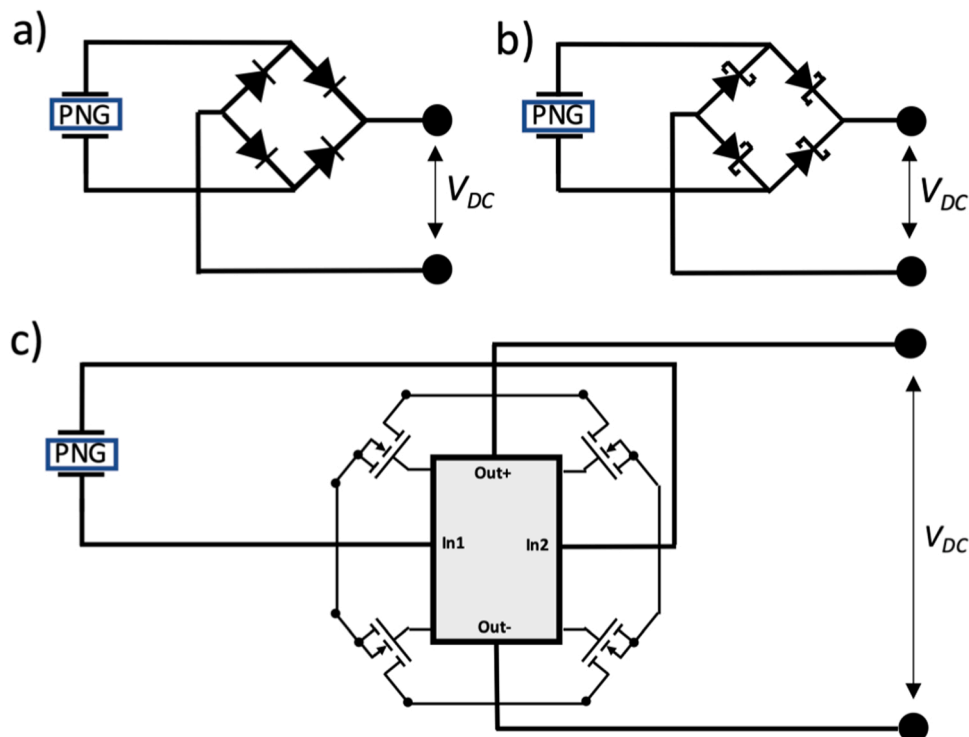 a)
PNG
V_DC
b)
PNG
V_DC
c)
PNG
Out+
In1
In2
Out-
V_DC